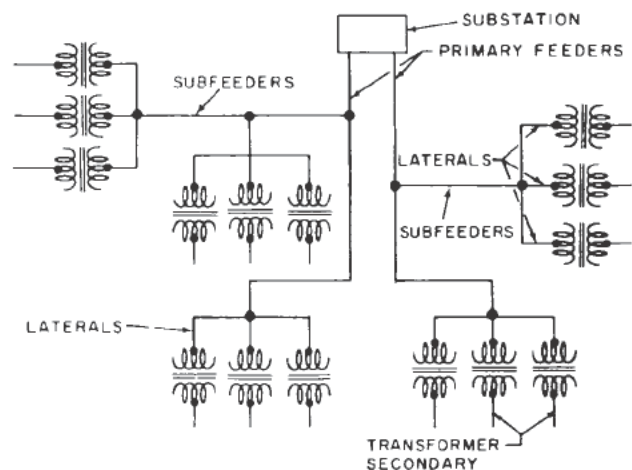 SUBSTATION
PRIMARY FEEDERS
SUBFEEDERS
LATERALS
SUBFEEDERS
LATERALS
TRANSFORMER
SECONDARY